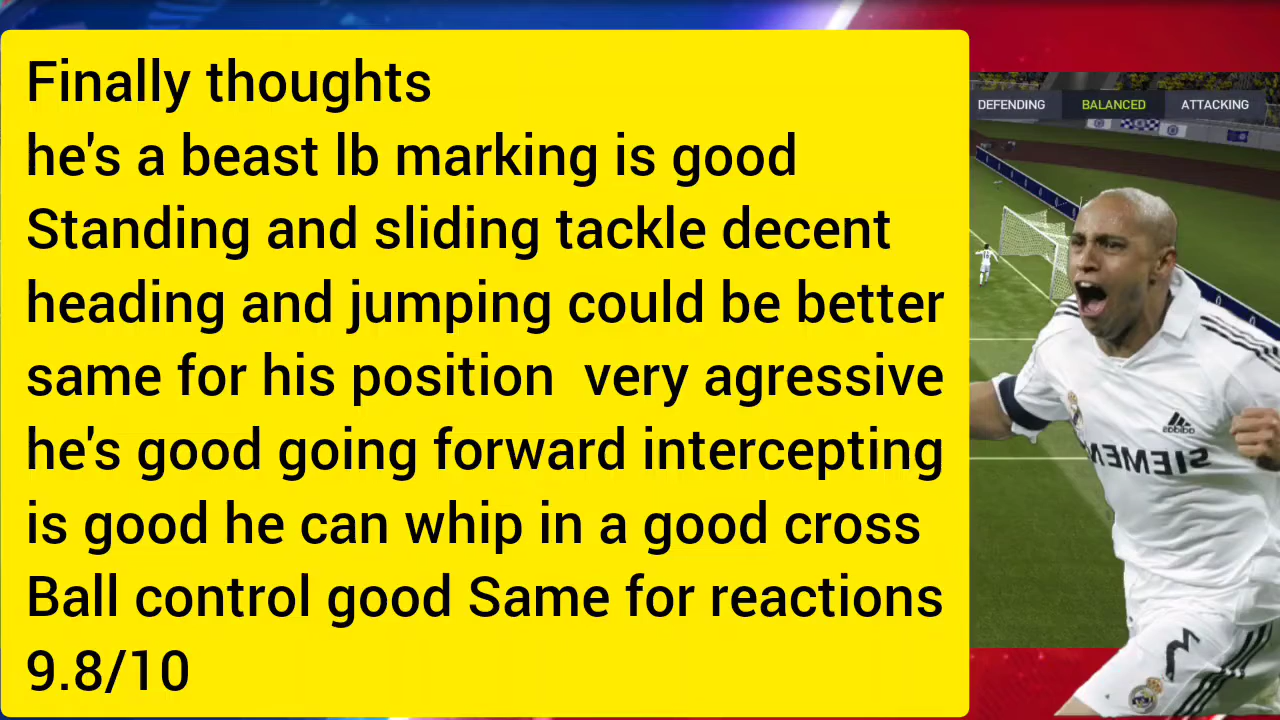 Finally thoughts
he's a beast lb marking is good
Standing and sliding tackle decent
heading and jumping could be better
same for his position  very agressive
he's good going forward intercepting
is good he can whip in a good cross
Ball control good Same for reactions
9.8/10
DEFENDING BALANCED ATTACKING
adidas
SIEMENS